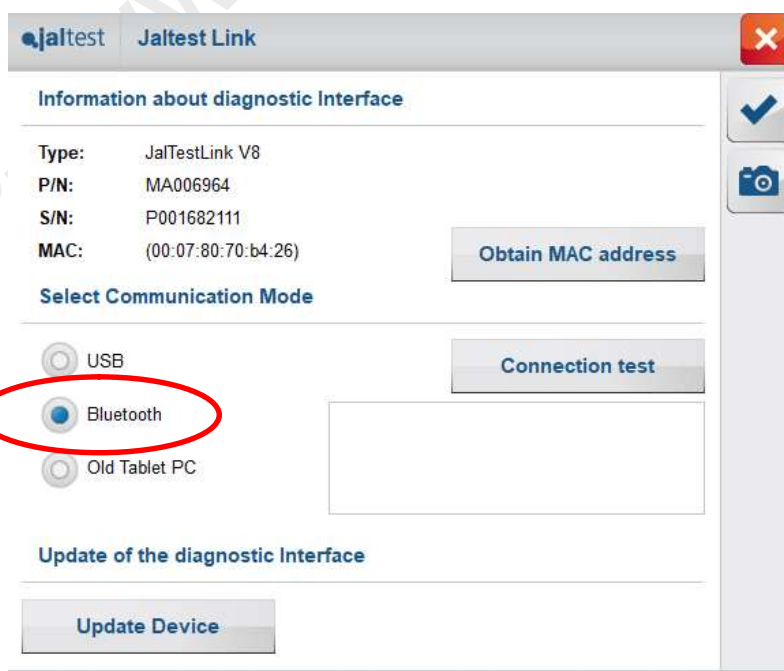 jaltest Jaltest Link
Information about diagnostic Interface
Type: JalTestLink V8
P/N: MA006964
S/N: P001682111
MAC: (00:07:80:70:b4:26)
Obtain MAC address
Select Communication Mode
USB
Connection test
Bluetooth
Old Tablet PC
Update of the diagnostic Interface
Update Device